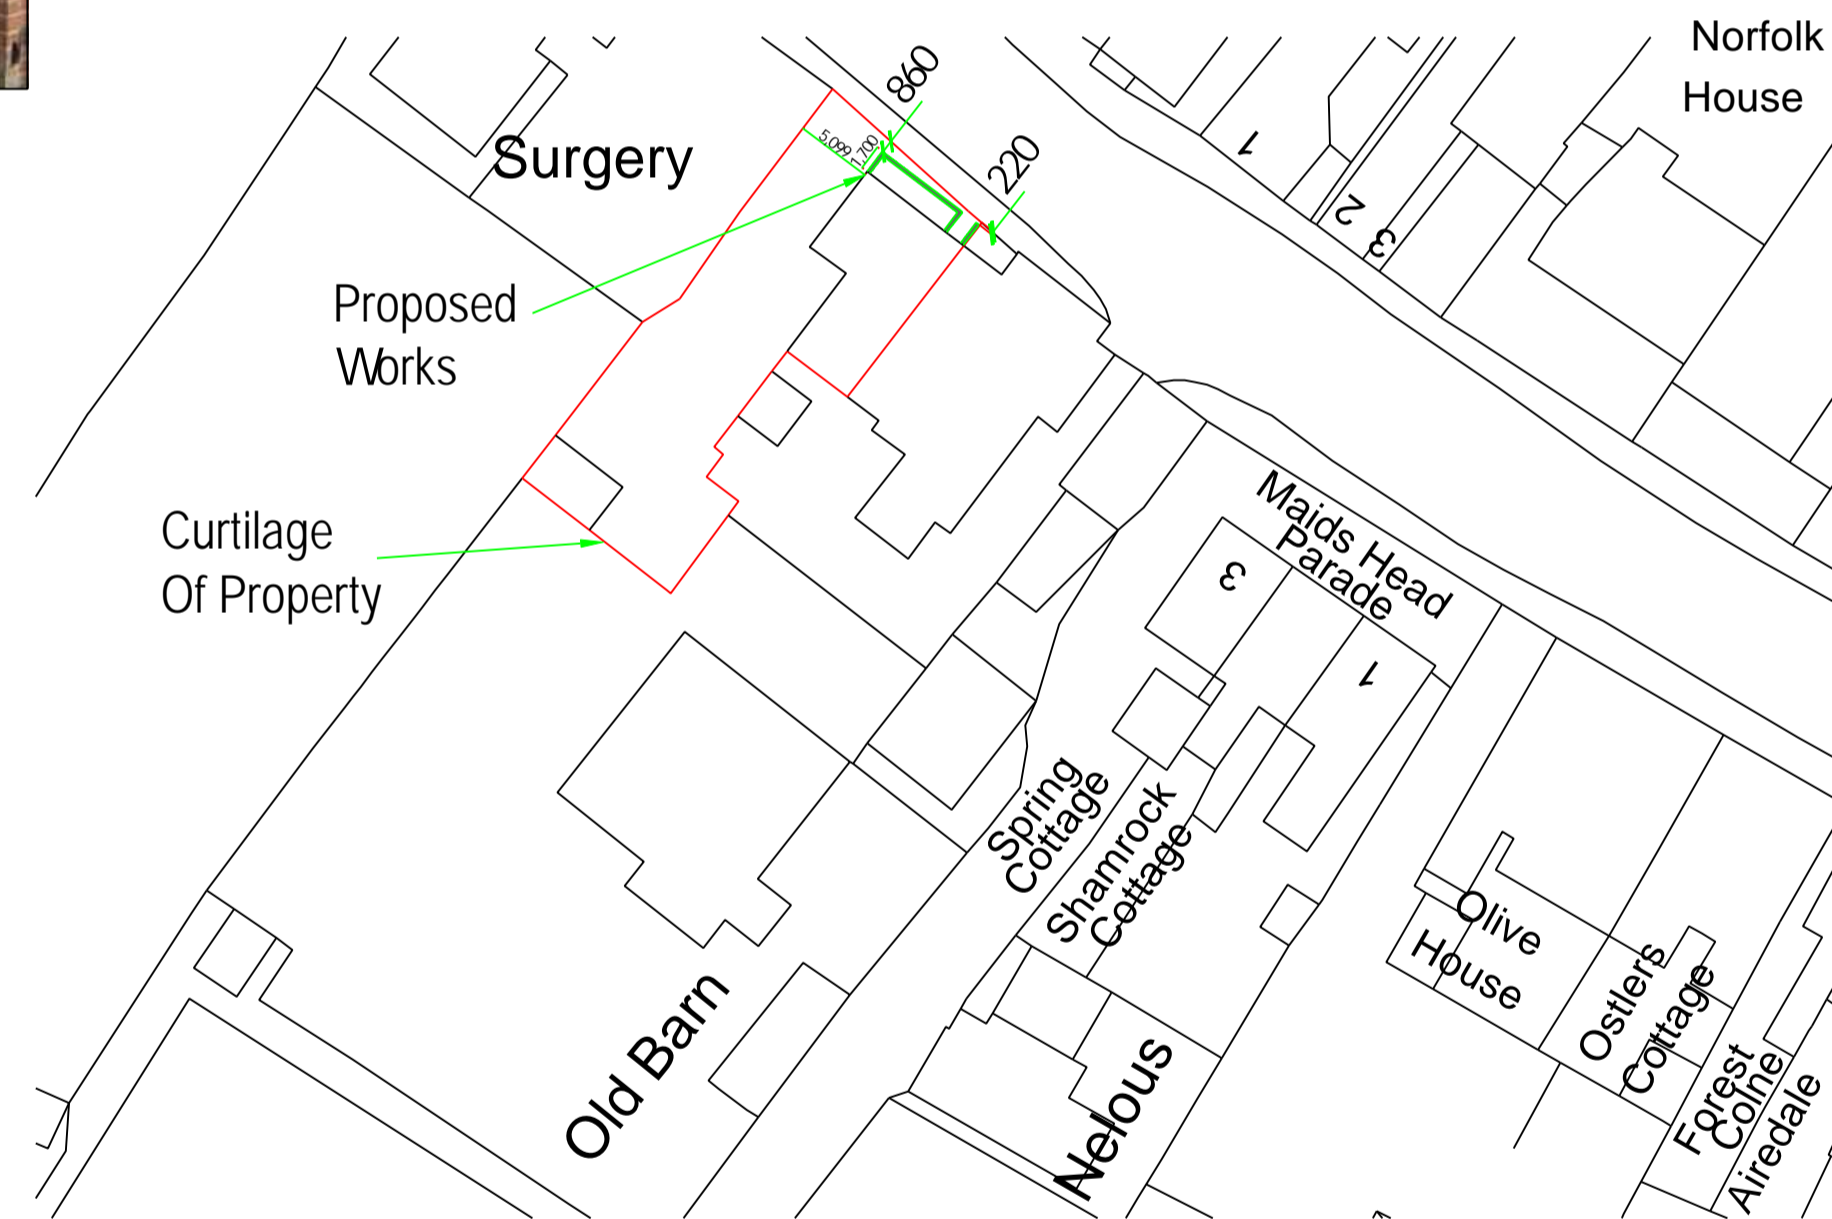 Norfolk
House
860
Surgery
5,099
1,700
220
1
2
3
Proposed
Works
Curtilage
Of Property
Maids Head
Parade
3
1
Spring
Cottage
Shamrock
Cottage
Olive
House
Ostlers
Cottage
Old Barn
Nelous
Forest
Colne
Airedale